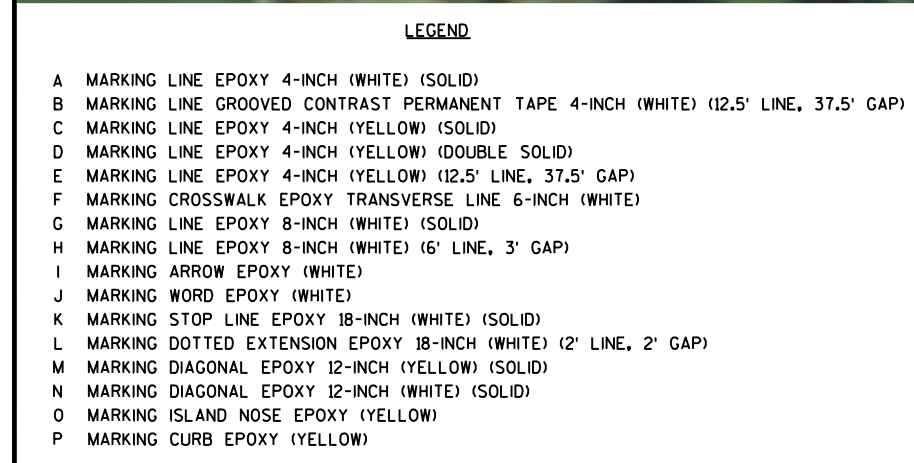 LEGEND
A MARKING LINE EPOXY 4-INCH (WHITE) (SOLID)
B MARKING LINE GROOVED CONTRAST PERMANENT TAPE 4-INCH (WHITE) (12.5' LINE, 37.5' GAP)
C MARKING LINE EPOXY 4-INCH (YELLOW) (SOLID)
D MARKING LINE EPOXY 4-INCH (YELLOW) (DOUBLE SOLID)
E MARKING LINE EPOXY 4-INCH (YELLOW) (12.5' LINE, 37.5' GAP)
F MARKING CROSSWALK EPOXY TRANSVERSE LINE 6-INCH (WHITE)
G MARKING LINE EPOXY 8-INCH (WHITE) (SOLID)
H MARKING LINE EPOXY 8-INCH (WHITE) (6' LINE, 3' GAP)
I MARKING ARROW EPOXY (WHITE)
J MARKING WORD EPOXY (WHITE)
K MARKING STOP LINE EPOXY 18-INCH (WHITE) (SOLID)
L MARKING DOTTED EXTENSION EPOXY 18-INCH (WHITE) (2' LINE, 2' GAP)
M MARKING DIAGONAL EPOXY 12-INCH (YELLOW) (SOLID)
N MARKING DIAGONAL EPOXY 12-INCH (WHITE) (SOLID)
O MARKING ISLAND NOSE EPOXY (YELLOW)
P MARKING CURB EPOXY (YELLOW)